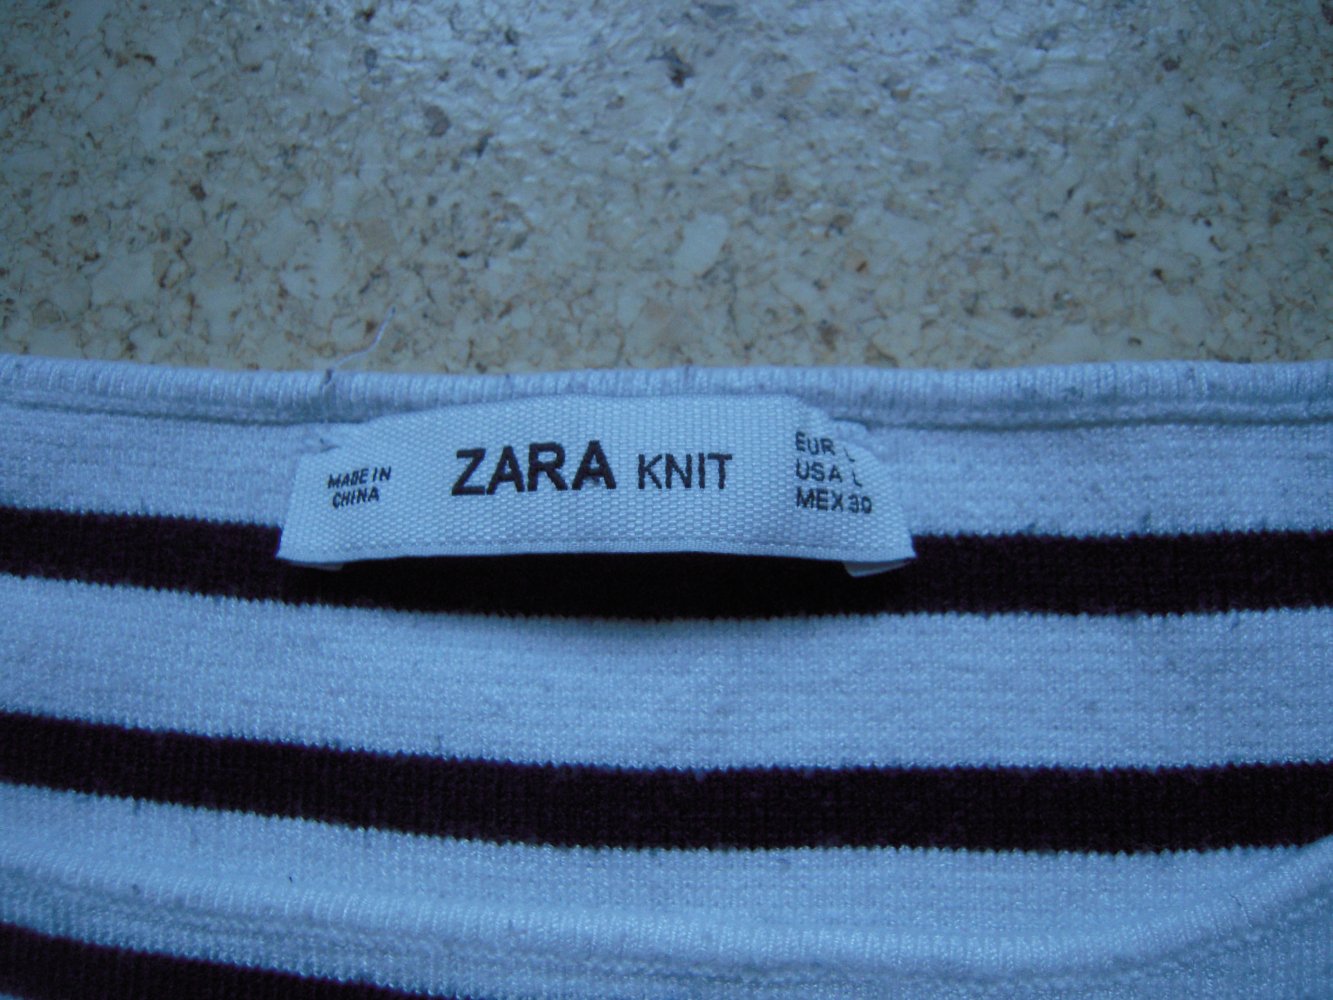 MADE IN
CHINA
ZARA KNIT
EUR L
USA L
MEX 30